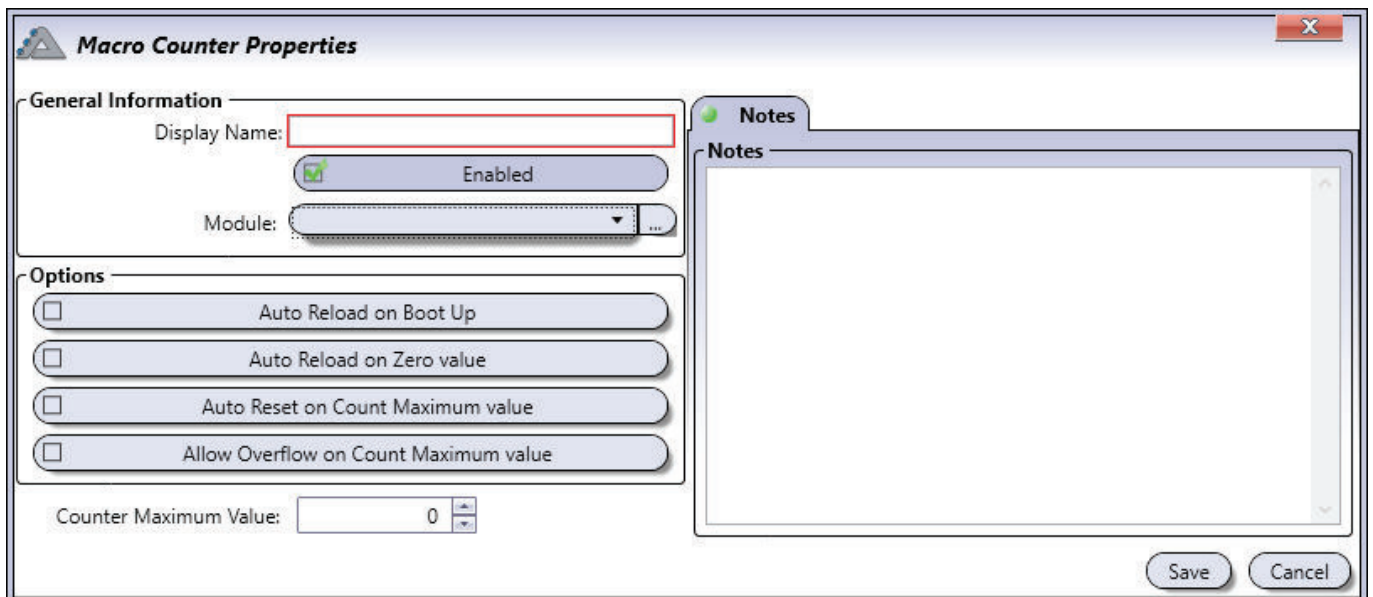 Macro Counter Properties
X
General Information
Display Name:
Enabled
Module:
...
Options
Auto Reload on Boot Up
Auto Reload on Zero value
Auto Reset on Count Maximum value
Allow Overflow on Count Maximum value
Counter Maximum Value: 0
Notes
Notes
Save
Cancel